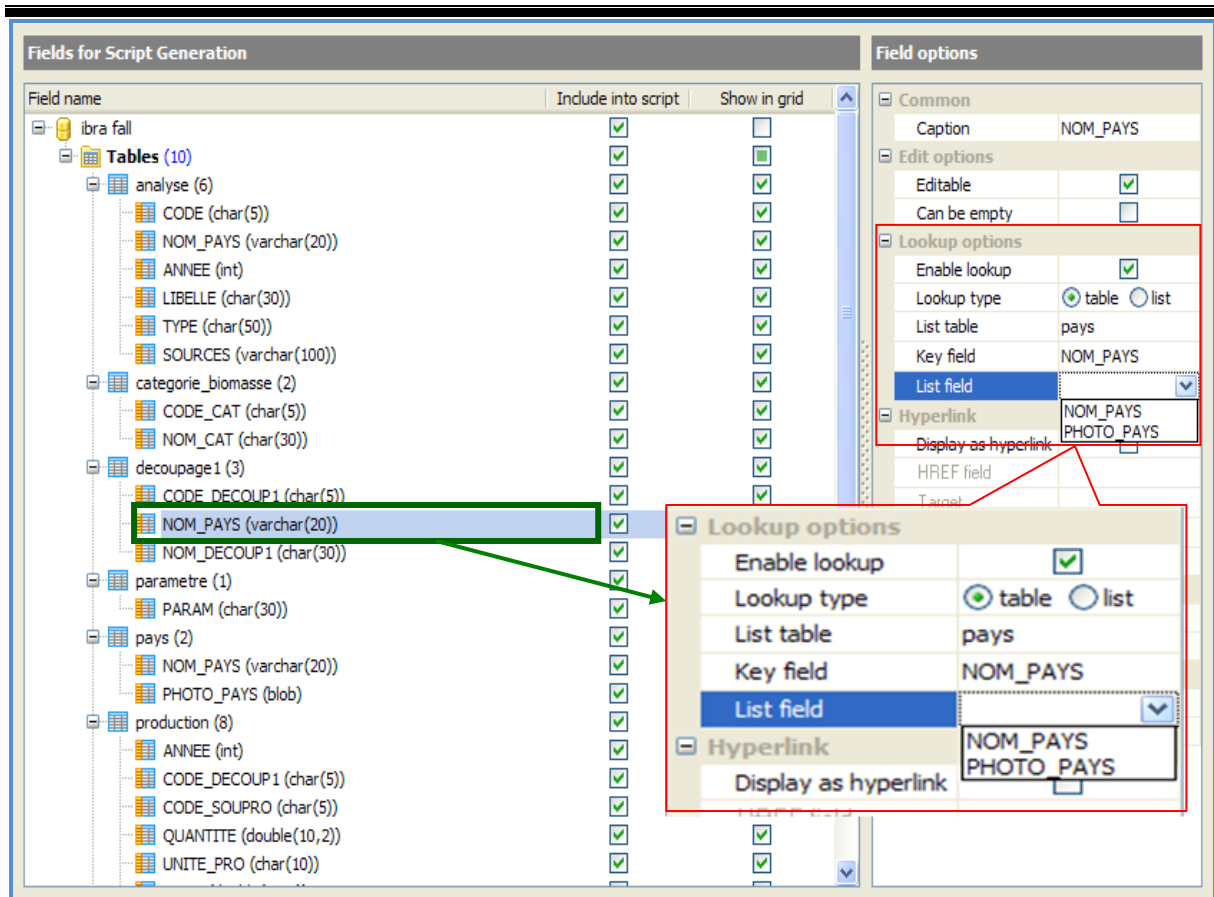 Fields for Script Generation
Field options
Field name Include into script Show in grid
ibra fall
Tables (10)
analyse (6)
CODE (char(5))
NOM_PAYS (varchar(20))
ANNEE (int)
LIBELLE (char(30))
TYPE (char(50))
SOURCES (varchar(100))
categorie_biomasse (2)
CODE_CAT (char(5))
NOM_CAT (char(30))
decoupage1 (3)
CODE_DECOUP1 (char(5))
NOM_PAYS (varchar(20))
NOM_DECOUP1 (char(30))
parametre (1)
PARAM (char(30))
pays (2)
NOM_PAYS (varchar(20))
PHOTO_PAYS (blob)
production (8)
ANNEE (int)
CODE_DECOUP1 (char(5))
CODE_SOUPRO (char(5))
QUANTITE (double(10,2))
UNITE_PRO (char(10))
Common
Caption NOM_PAYS
Edit options
Editable
Can be empty
Lookup options
Enable lookup
Lookup type table list
List table pays
Key field NOM_PAYS
List field
NOM_PAYS
PHOTO_PAYS
Hyperlink
Display as hyperlink
HREF field
Target
Lookup options
Enable lookup
Lookup type table list
List table pays
Key field NOM_PAYS
List field
NOM_PAYS
PHOTO_PAYS
Hyperlink
Display as hyperlink